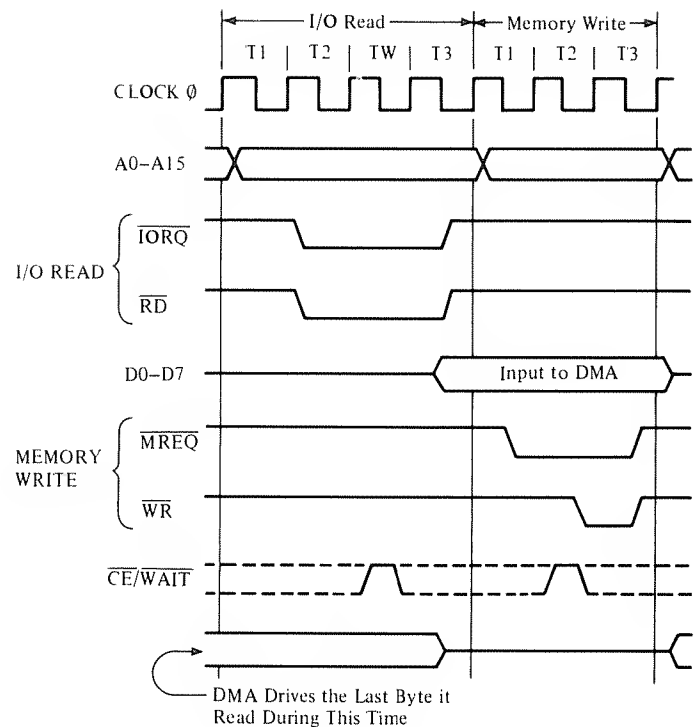 I/O Read Memory Write
T1 T2 TW T3 T1 T2 T3
CLOCK Ø
A0–A15
I/O READ
IORQ
RD
D0–D7 Input to DMA
MEMORY
WRITE
MREQ
WR
CE/WAIT
DMA Drives the Last Byte it
Read During This Time